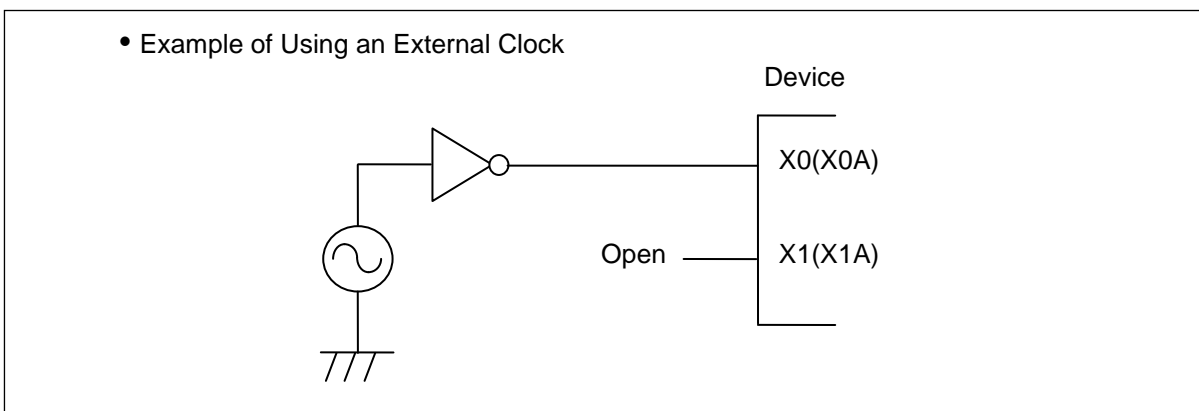 • Example of Using an External Clock
Device
X0(X0A)
Open
X1(X1A)